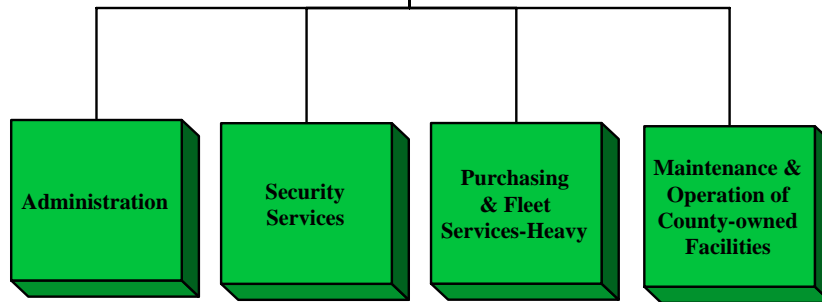 Administration
Security
Services
Purchasing
& Fleet
Services-Heavy
Maintenance &
Operation of
County-owned
Facilities